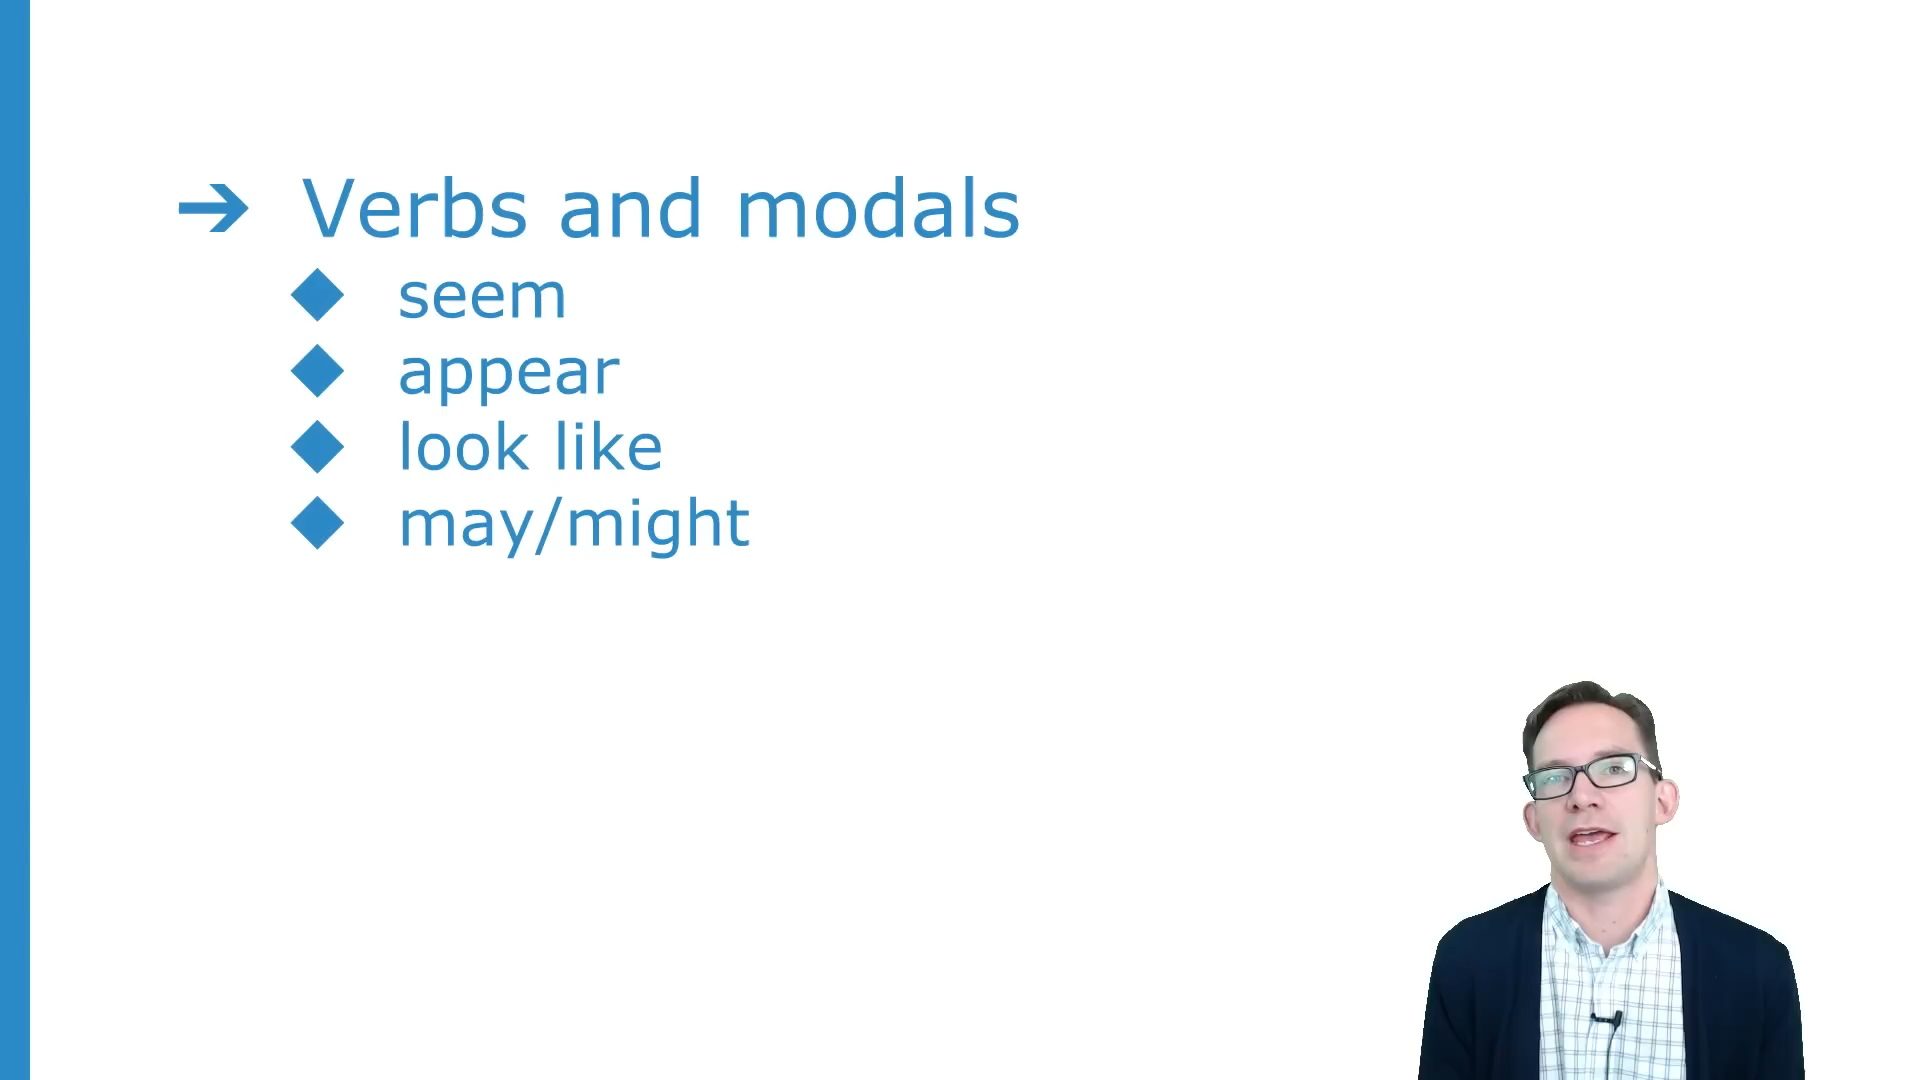 ➔ Verbs and modals
◆ seem
◆ appear
◆ look like
◆ may/might